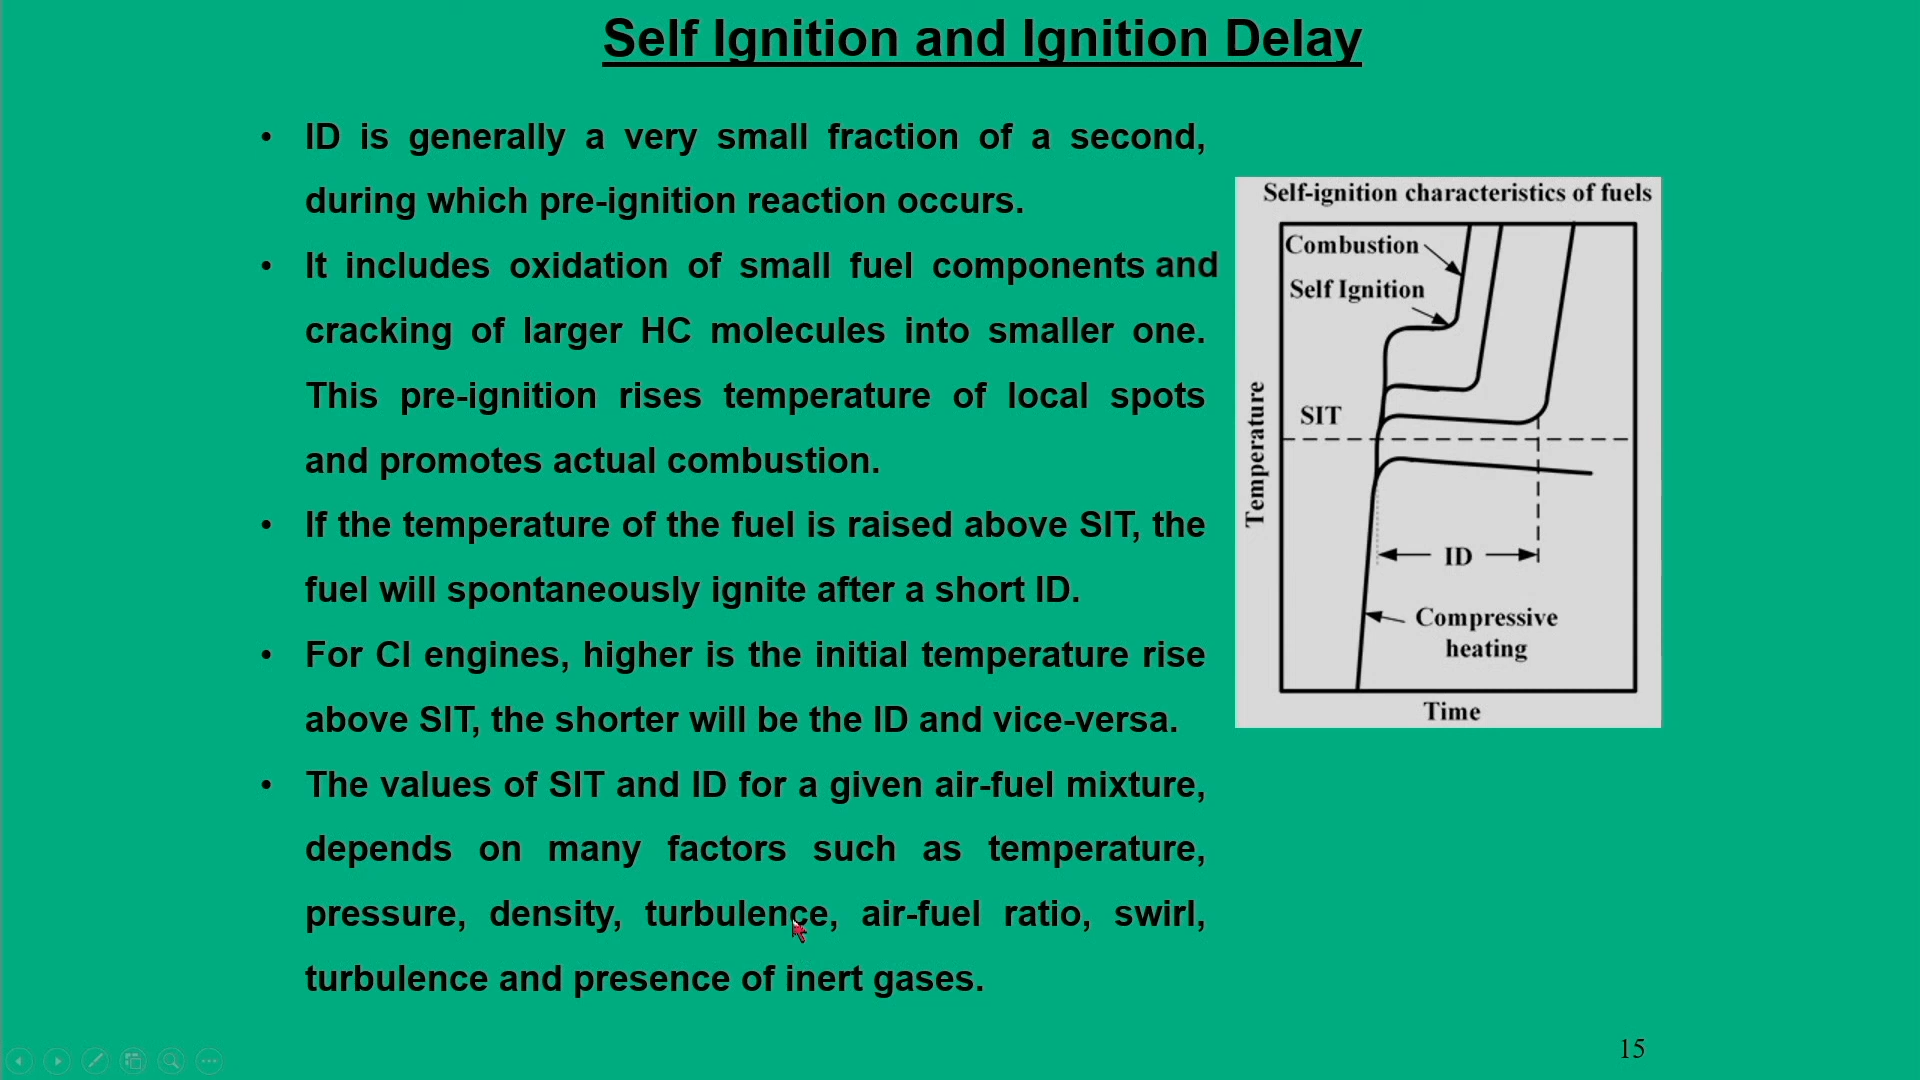 Self Ignition and Ignition Delay
• ID is generally a very small fraction of a second,
during which pre-ignition reaction occurs.
• It includes oxidation of small fuel components and
cracking of larger HC molecules into smaller one.
This pre-ignition rises temperature of local spots
and promotes actual combustion.
• If the temperature of the fuel is raised above SIT, the
fuel will spontaneously ignite after a short ID.
• For CI engines, higher is the initial temperature rise
above SIT, the shorter will be the ID and vice-versa.
• The values of SIT and ID for a given air-fuel mixture,
depends on many factors such as temperature,
pressure, density, turbulence, air-fuel ratio, swirl,
turbulence and presence of inert gases.
Self-ignition characteristics of fuels
Combustion
Self Ignition
SIT
Temperature
ID
Compressive
heating
Time
15